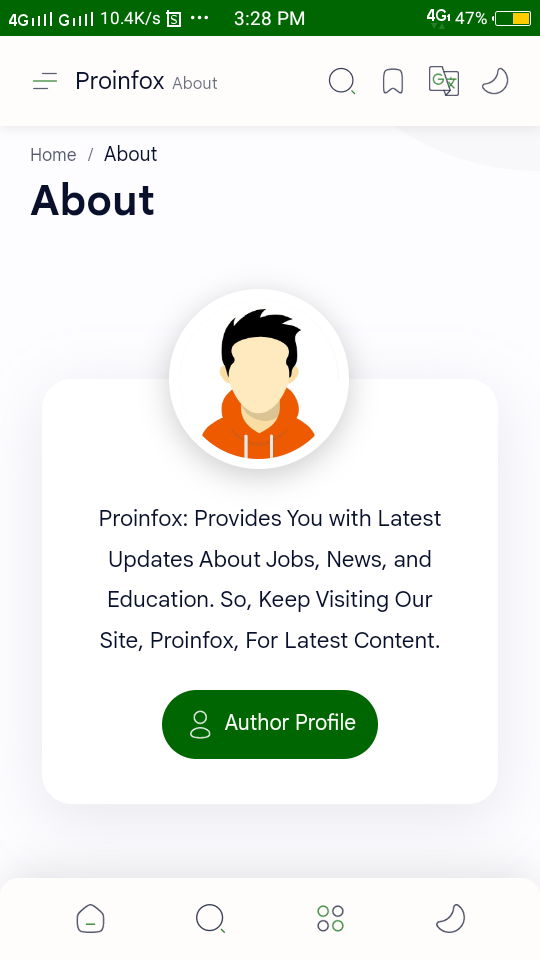 4G G 10.4K/s ... 3:28 PM 4G 47%
Proinfox About
Home / About
About
Proinfox: Provides You with Latest
Updates About Jobs, News, and
Education. So, Keep Visiting Our
Site, Proinfox, For Latest Content.
Author Profile